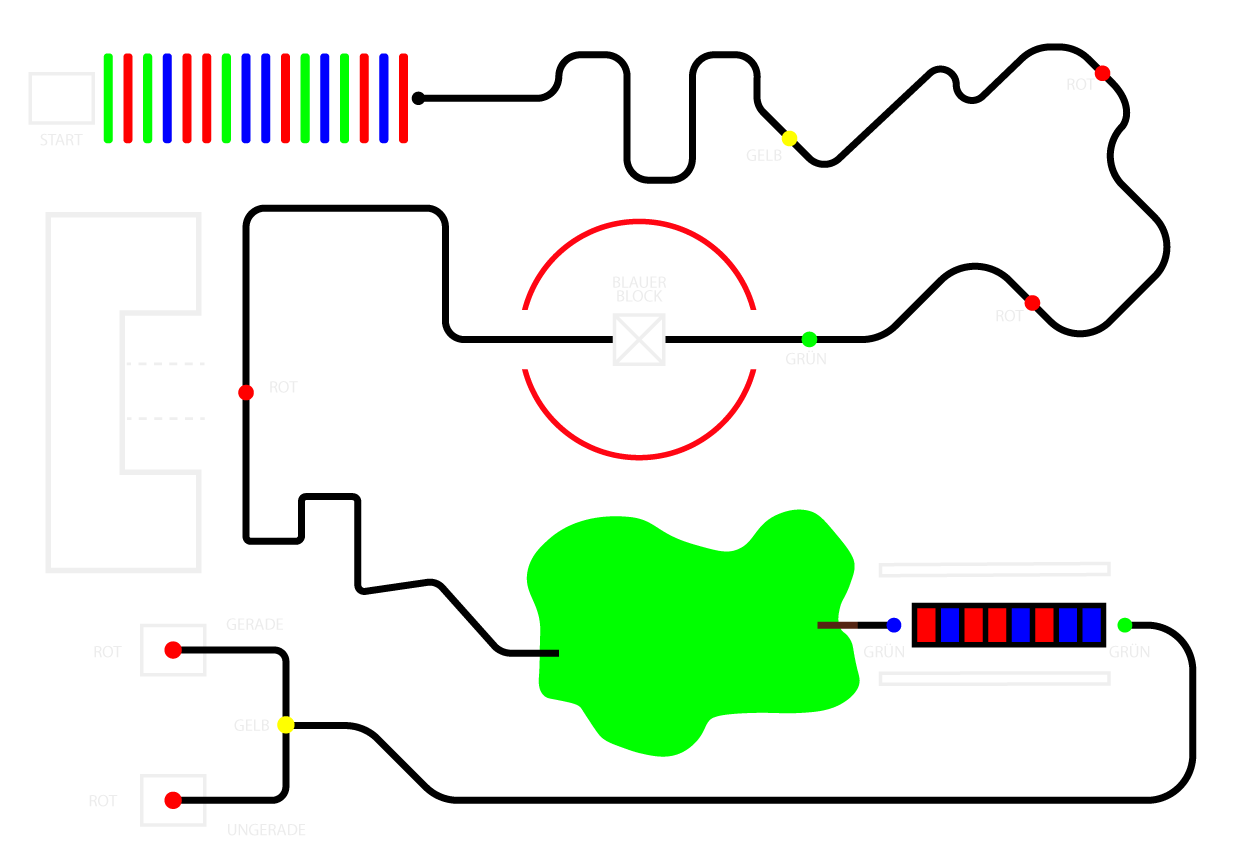 START
ROT
GELB
BLAUER
BLOCK
ROT
GRÜN
ROT
GERADE
ROT
GRÜN
GRÜN
GELB
ROT
UNGERADE